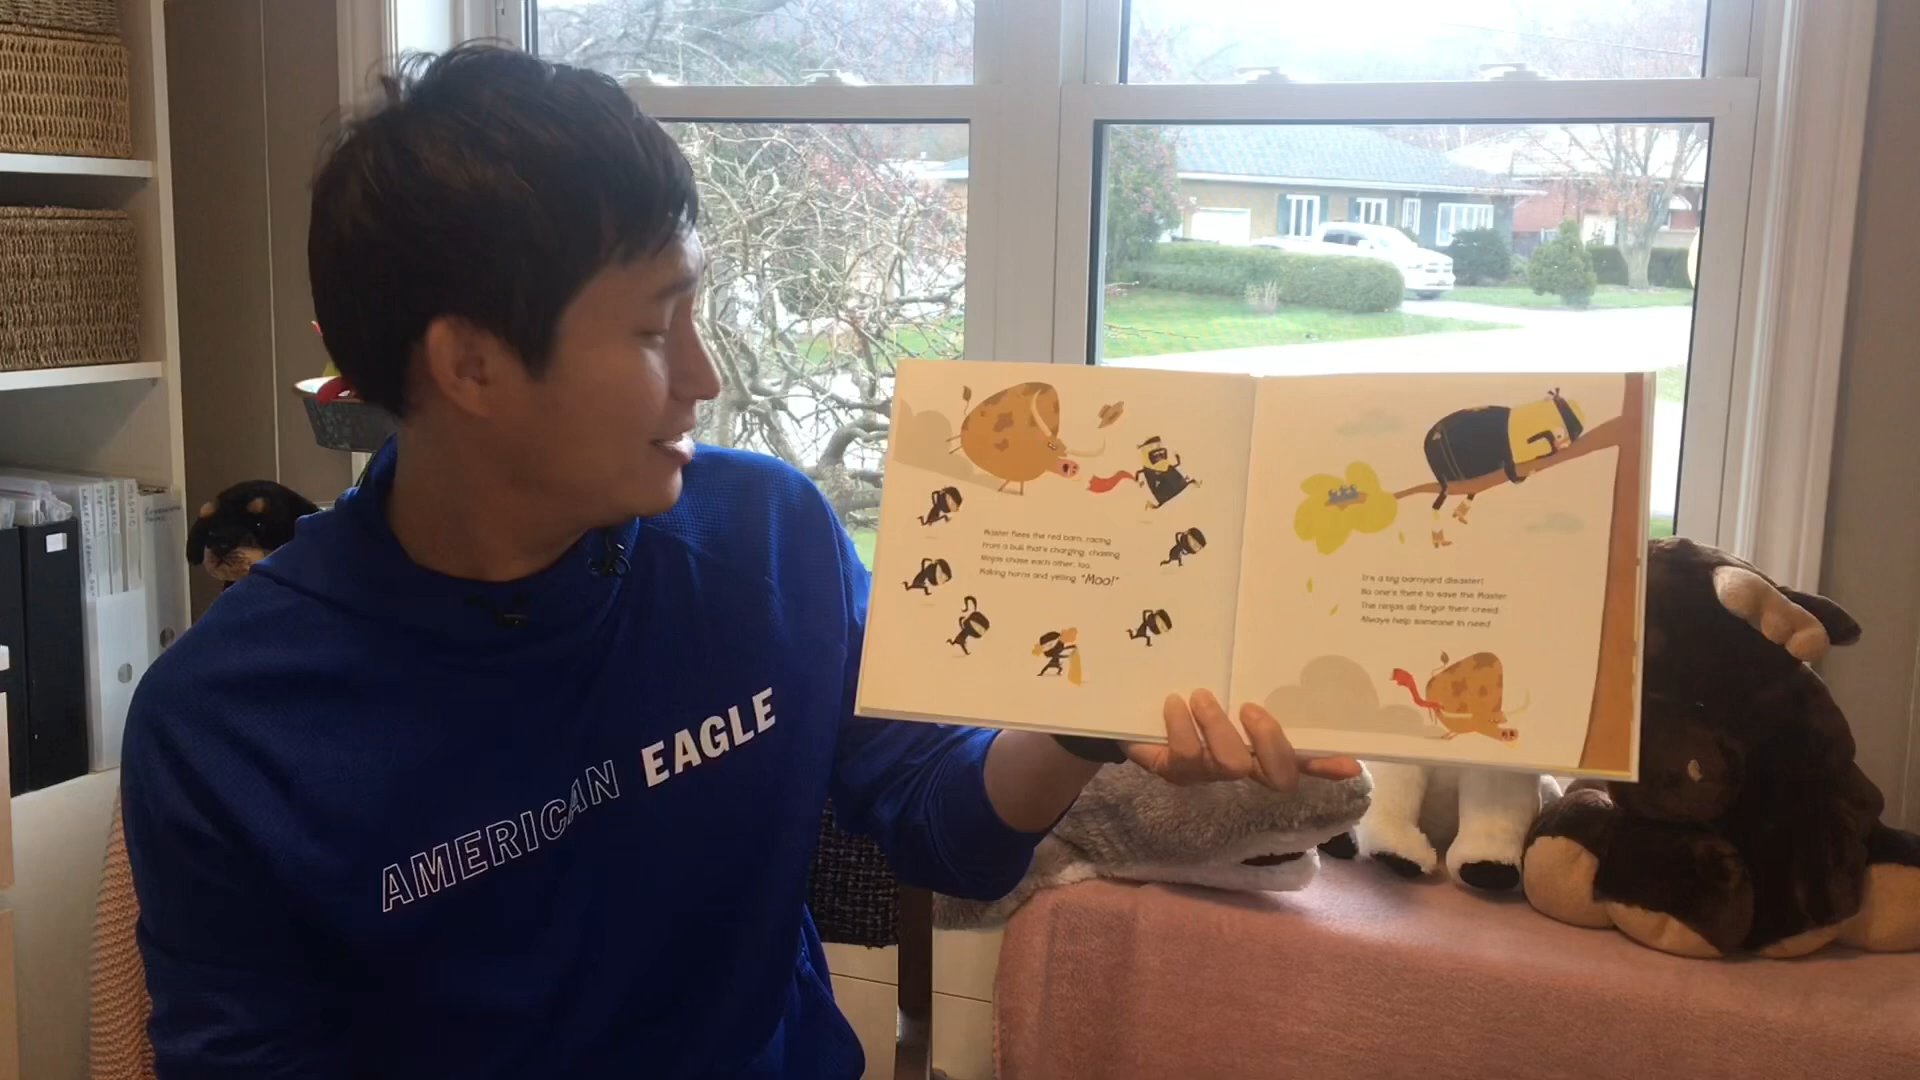 AMERICAN EAGLE
Master flees the red barn, racing
From a bull that's charging, chasing
Ninjas chase each other, too,
Making horns and yelling "Moo!"
It's a big barnyard disaster!
No one's there to save the Master
The ninjas all forgot their creed:
Always help someone in need